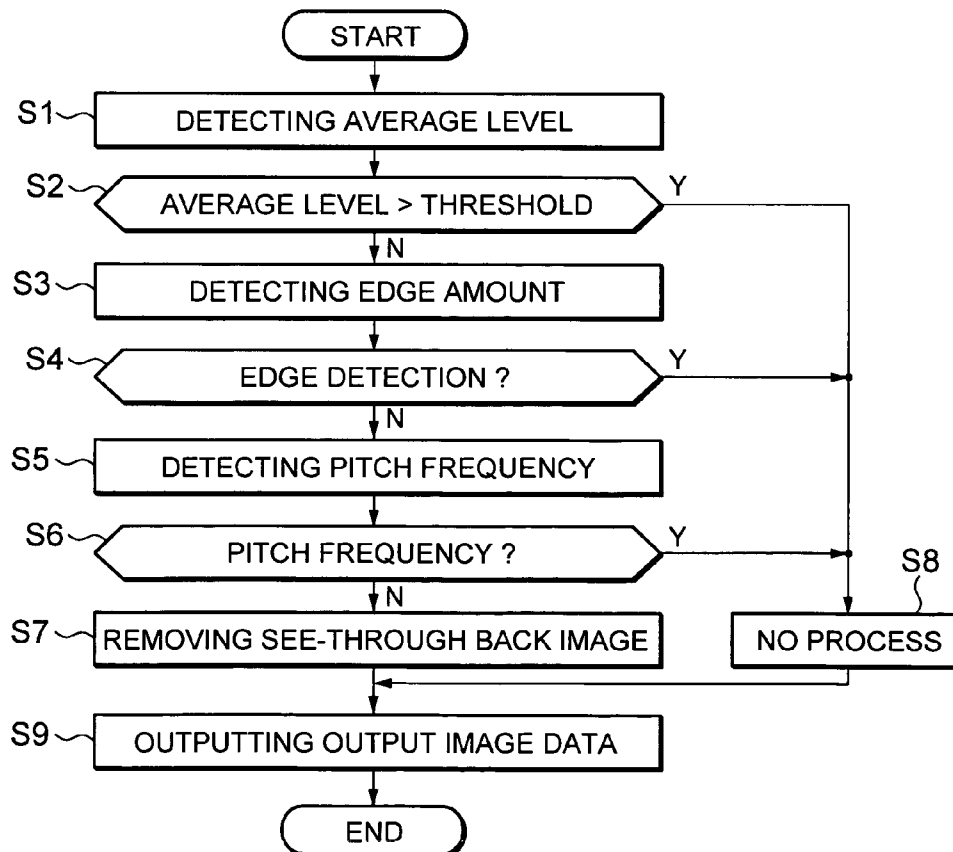 START
S1
DETECTING AVERAGE LEVEL
S2
AVERAGE LEVEL > THRESHOLD
Y
N
S3
DETECTING EDGE AMOUNT
S4
EDGE DETECTION ?
Y
N
S5
DETECTING PITCH FREQUENCY
S6
PITCH FREQUENCY ?
Y
N
S7
REMOVING SEE-THROUGH BACK IMAGE
S8
NO PROCESS
S9
OUTPUTTING OUTPUT IMAGE DATA
END